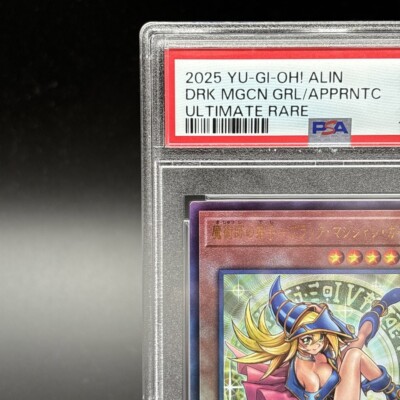 2025 YU-GI-OH! ALIN
DRK MGCN GRL/APPRNTC
ULTIMATE RARE
PSA